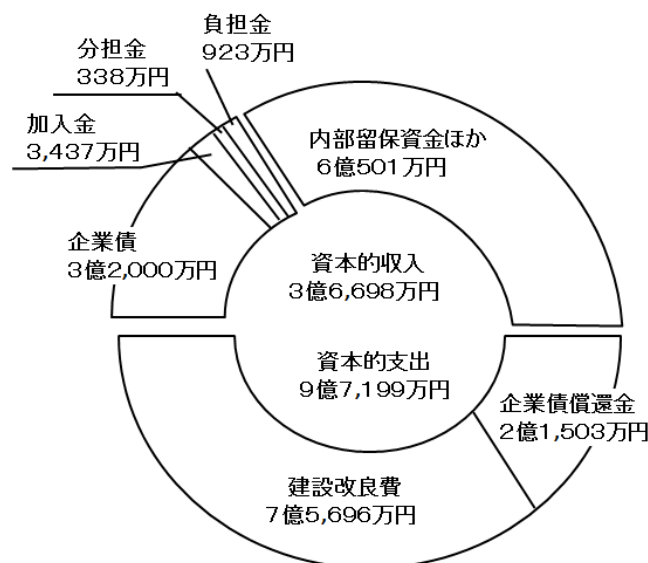 負担金
923万円
分担金
338万円
加入金
3,437万円
内部留保資金ほか
6億501万円
企業債
3億2,000万円
資本的収入
3億6,698万円
資本的支出
9億7,199万円
企業債償還金
2億1,503万円
建設改良費
7億5,696万円